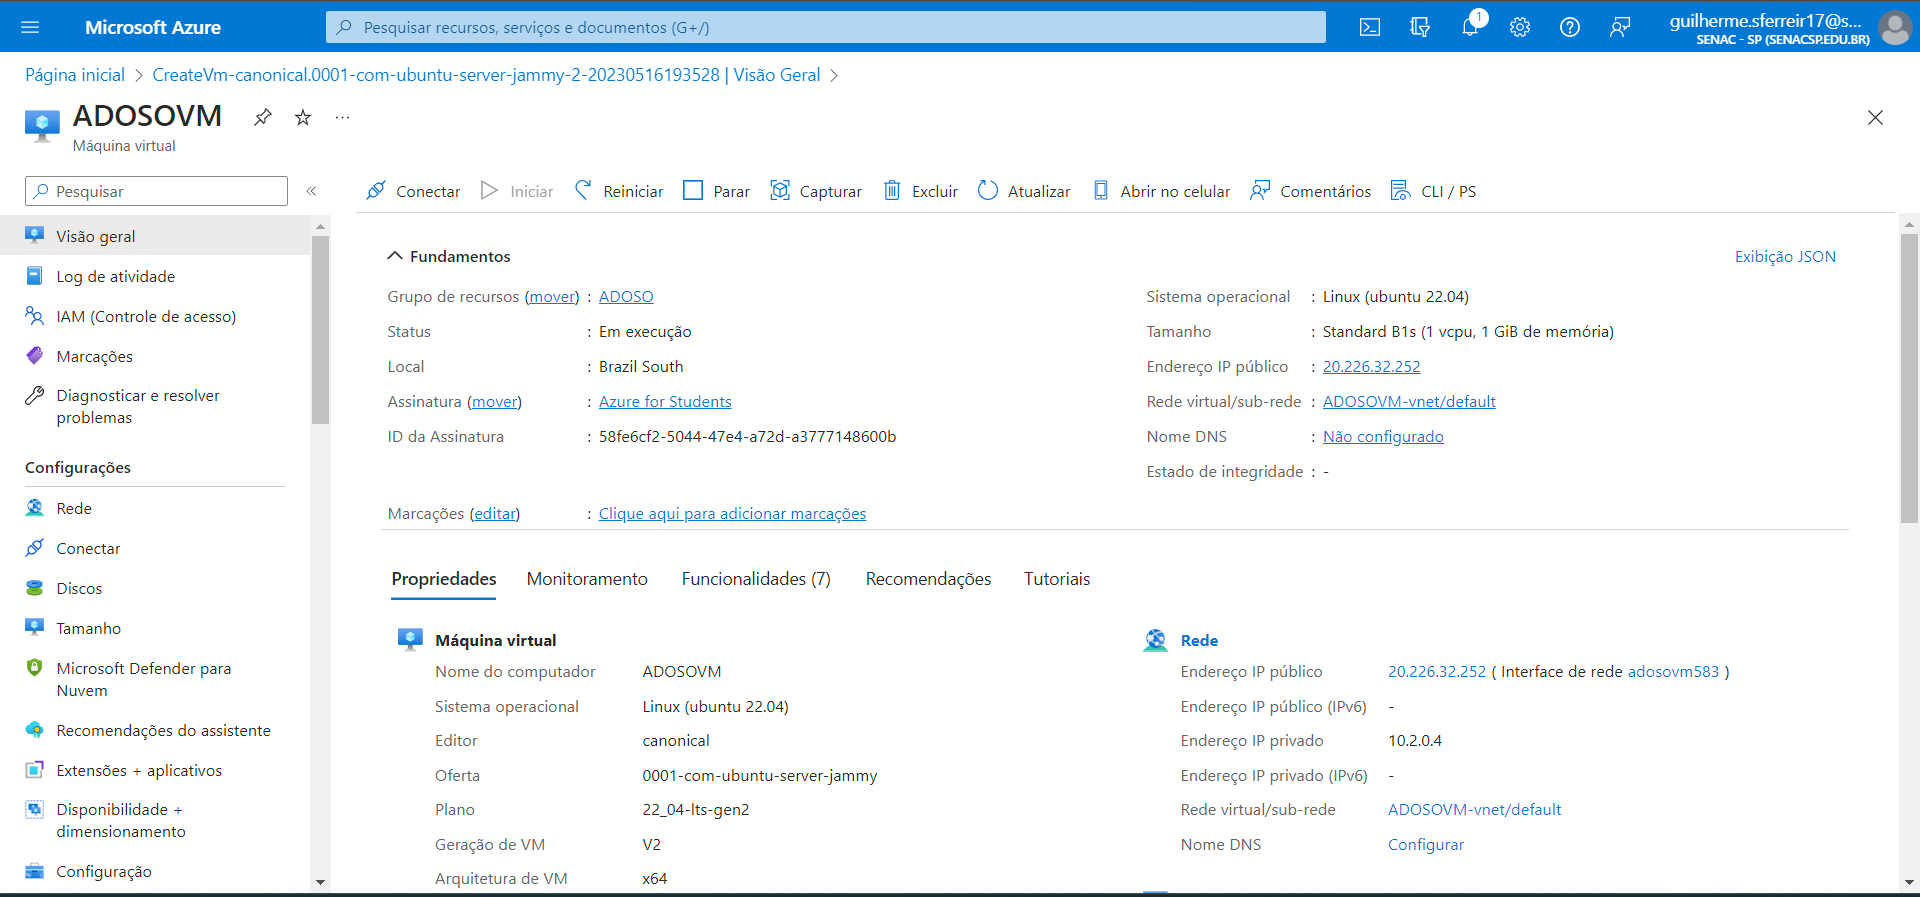 Microsoft Azure
Pesquisar recursos, serviços e documentos (G+/)
1
guilherme.sferreir17@s...
SENAC - SP (SENACSP.EDU.BR)
Página inicial > CreateVm-canonical.0001-com-ubuntu-server-jammy-2-20230516193528 | Visão Geral >
ADOSOVM
Máquina virtual
Pesquisar
Conectar
Iniciar
Reiniciar
Parar
Capturar
Excluir
Atualizar
Abrir no celular
Comentários
CLI / PS
Visão geral
Log de atividade
IAM (Controle de acesso)
Marcações
Diagnosticar e resolver
problemas
Configurações
Rede
Conectar
Discos
Tamanho
Microsoft Defender para
Nuvem
Recomendações do assistente
Extensões + aplicativos
Disponibilidade +
dimensionamento
Configuração
Fundamentos
Exibição JSON
Grupo de recursos (mover) : ADOSO
Status : Em execução
Local : Brazil South
Assinatura (mover) : Azure for Students
ID da Assinatura : 58fe6cf2-5044-47e4-a72d-a3777148600b
Sistema operacional : Linux (ubuntu 22.04)
Tamanho : Standard B1s (1 vcpu, 1 GiB de memória)
Endereço IP público : 20.226.32.252
Rede virtual/sub-rede : ADOSOVM-vnet/default
Nome DNS : Não configurado
Estado de integridade : -
Marcações (editar) : Clique aqui para adicionar marcações
Propriedades
Monitoramento
Funcionalidades (7)
Recomendações
Tutoriais
Máquina virtual
Nome do computador ADOSOVM
Sistema operacional Linux (ubuntu 22.04)
Editor canonical
Oferta 0001-com-ubuntu-server-jammy
Plano 22_04-lts-gen2
Geração de VM V2
Arquitetura de VM x64
Rede
Endereço IP público 20.226.32.252 ( Interface de rede adosovm583 )
Endereço IP público (IPv6) -
Endereço IP privado 10.2.0.4
Endereço IP privado (IPv6) -
Rede virtual/sub-rede ADOSOVM-vnet/default
Nome DNS Configurar